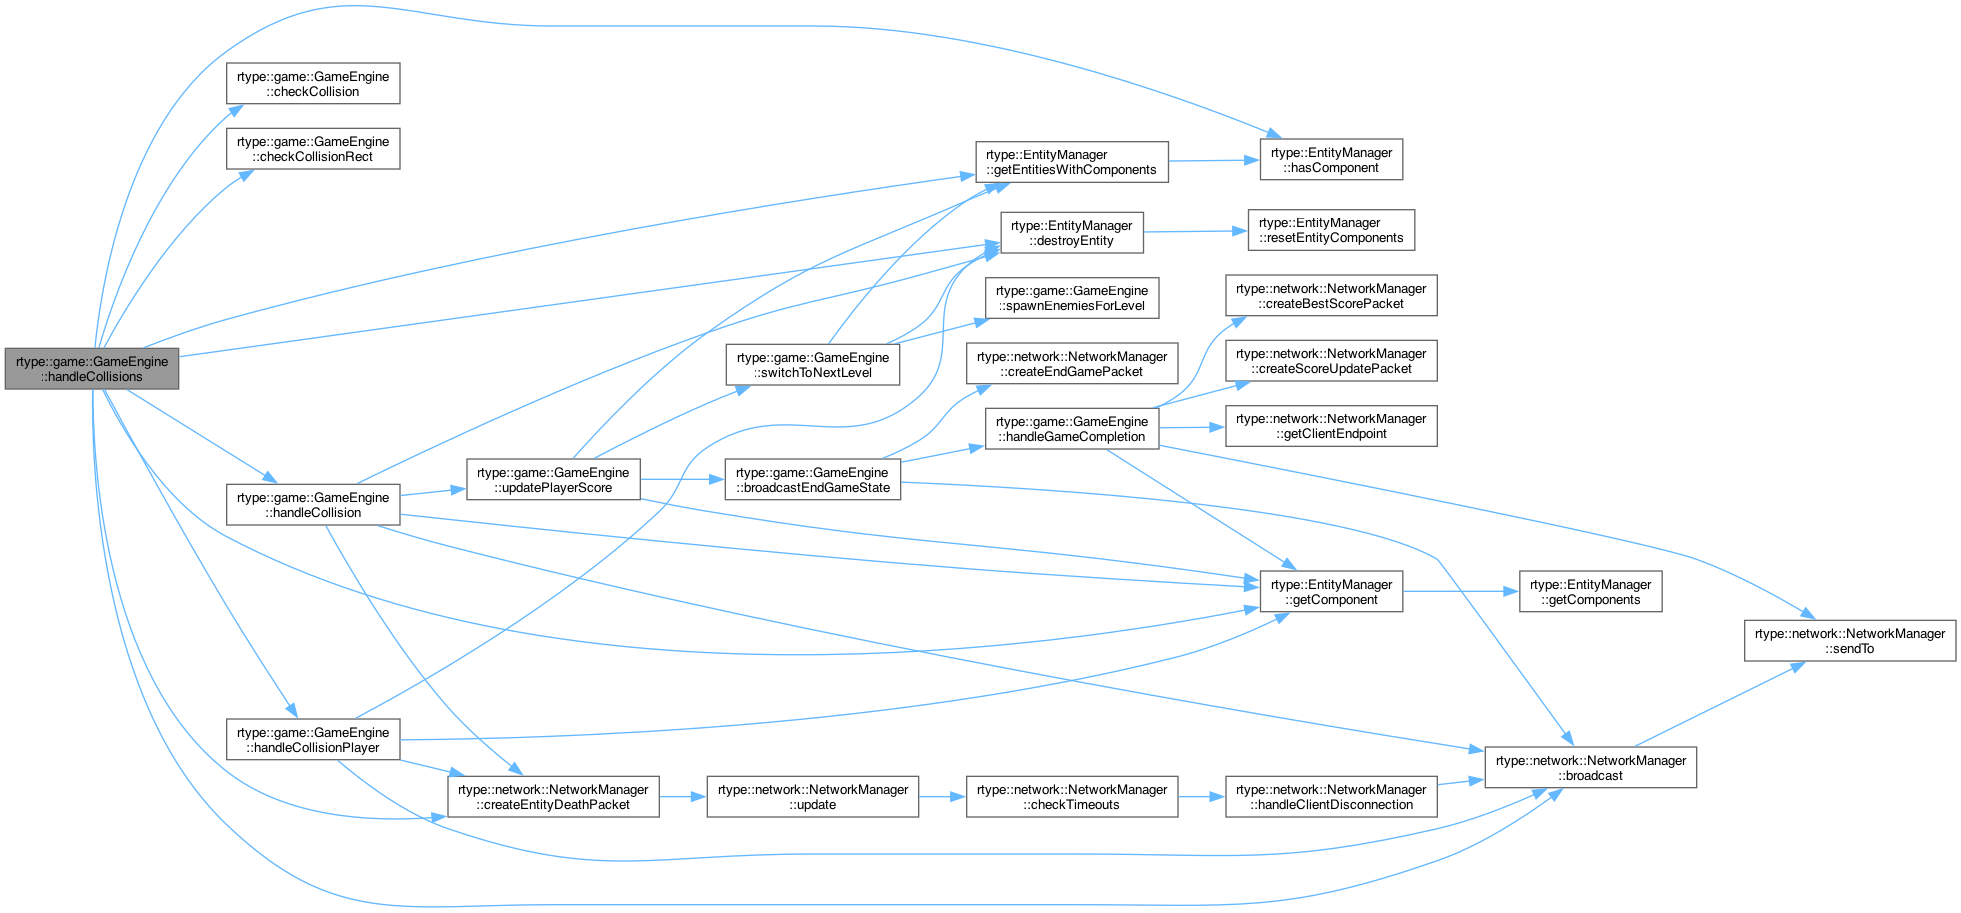 rtype::game::GameEngine
::handleCollisions
rtype::game::GameEngine
::checkCollision
rtype::game::GameEngine
::checkCollisionRect
rtype::game::GameEngine
::handleCollision
rtype::game::GameEngine
::handleCollisionPlayer
rtype::game::GameEngine
::updatePlayerScore
rtype::network::NetworkManager
::createEntityDeathPacket
rtype::game::GameEngine
::switchToNextLevel
rtype::game::GameEngine
::broadcastEndGameState
rtype::network::NetworkManager
::update
rtype::EntityManager
::getEntitiesWithComponents
rtype::EntityManager
::destroyEntity
rtype::game::GameEngine
::spawnEnemiesForLevel
rtype::network::NetworkManager
::createEndGamePacket
rtype::game::GameEngine
::handleGameCompletion
rtype::network::NetworkManager
::checkTimeouts
rtype::EntityManager
::hasComponent
rtype::EntityManager
::resetEntityComponents
rtype::network::NetworkManager
::createBestScorePacket
rtype::network::NetworkManager
::createScoreUpdatePacket
rtype::network::NetworkManager
::getClientEndpoint
rtype::EntityManager
::getComponent
rtype::network::NetworkManager
::handleClientDisconnection
rtype::EntityManager
::getComponents
rtype::network::NetworkManager
::broadcast
rtype::network::NetworkManager
::sendTo